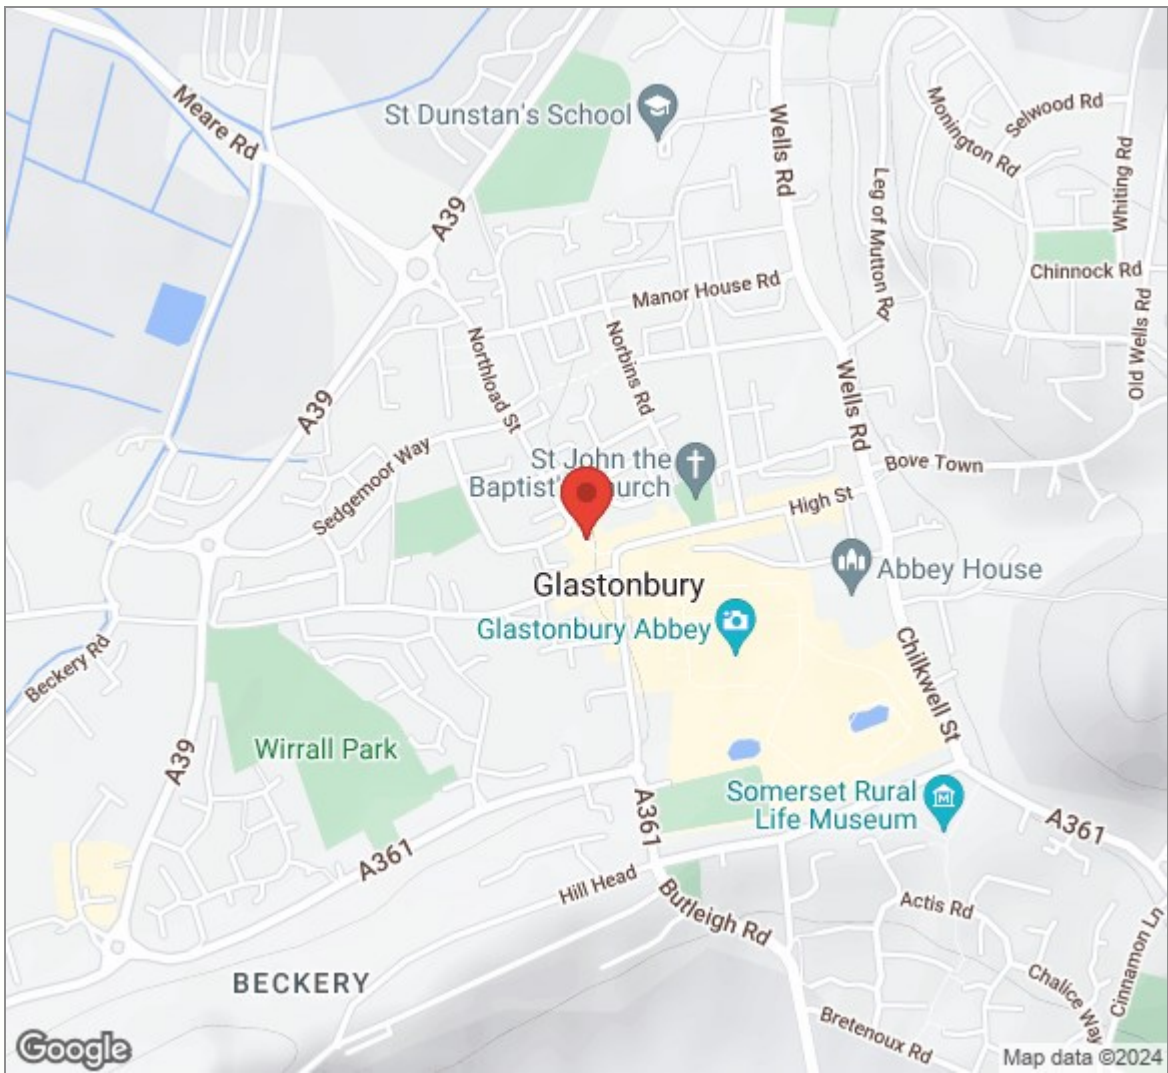 Meare Rd
St Dunstan's School
Wells Rd
Monington Rd
Selwood Rd
Whiting Rd
A39
Leg of Mutton Rd
Chinnock Rd
Manor House Rd
Old Wells Rd
Northload St
Norbins Rd
A39
Wells Rd
Sedgemoor Way
St John the
Baptist's Church
Bove Town
High St
Glastonbury
Abbey House
Glastonbury Abbey
Chilkwell St
Beckery Rd
A39
Wirrall Park
Somerset Rural
Life Museum
A361
A361
A361
Hill Head
Butleigh Rd
Actis Rd
Cinnamon Ln
BECKERY
Chalice Way
Bretenoux Rd
Google
Map data ©2024